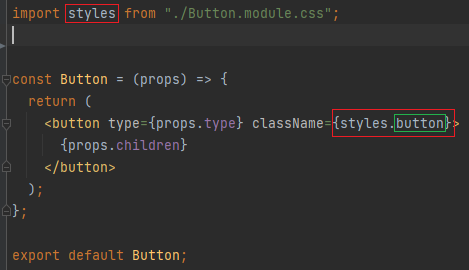 import styles from "./Button.module.css";
const Button = (props) => {
return (
<button type={props.type} className={styles.button}>
{props.children}
</button>
);
};
export default Button;